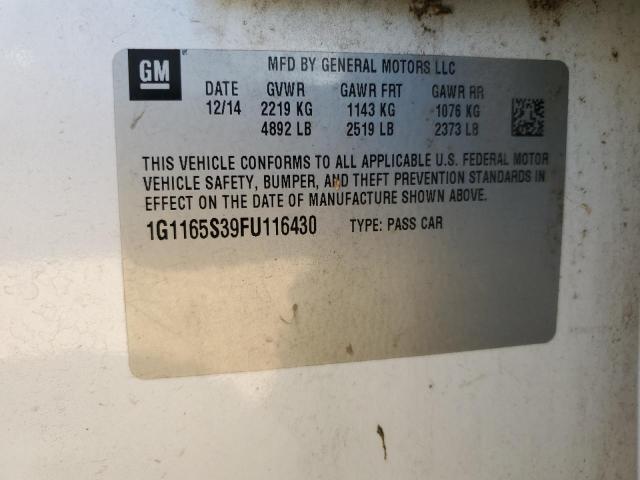 GM
MFD BY GENERAL MOTORS LLC
DATE GVWR GAWR FRT GAWR RR
12/14 2219 KG 1143 KG 1076 KG
4892 LB 2519 LB 2373 LB
THIS VEHICLE CONFORMS TO ALL APPLICABLE U.S. FEDERAL MOTOR
VEHICLE SAFETY, BUMPER, AND THEFT PREVENTION STANDARDS IN
EFFECT ON THE DATE OF MANUFACTURE SHOWN ABOVE.
1G1165S39FU116430 TYPE: PASS CAR